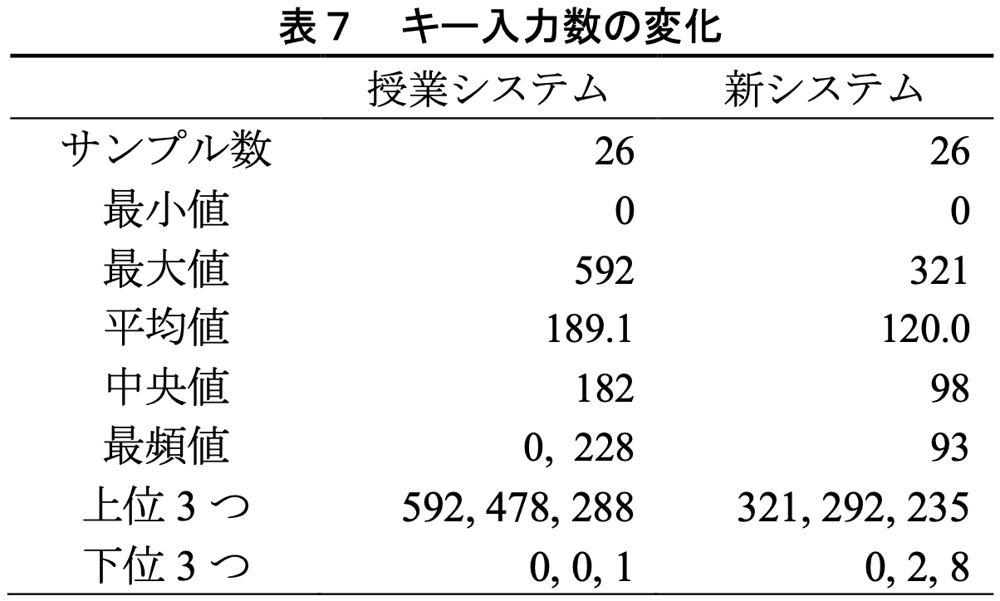 表７　キー入力数の変化
授業システム 新システム
サンプル数 26 26
最小値 0 0
最大値 592 321
平均値 189.1 120.0
中央値 182 98
最頻値 0, 228 93
上位 3 つ 592, 478, 288 321, 292, 235
下位 3 つ 0, 0, 1 0, 2, 8